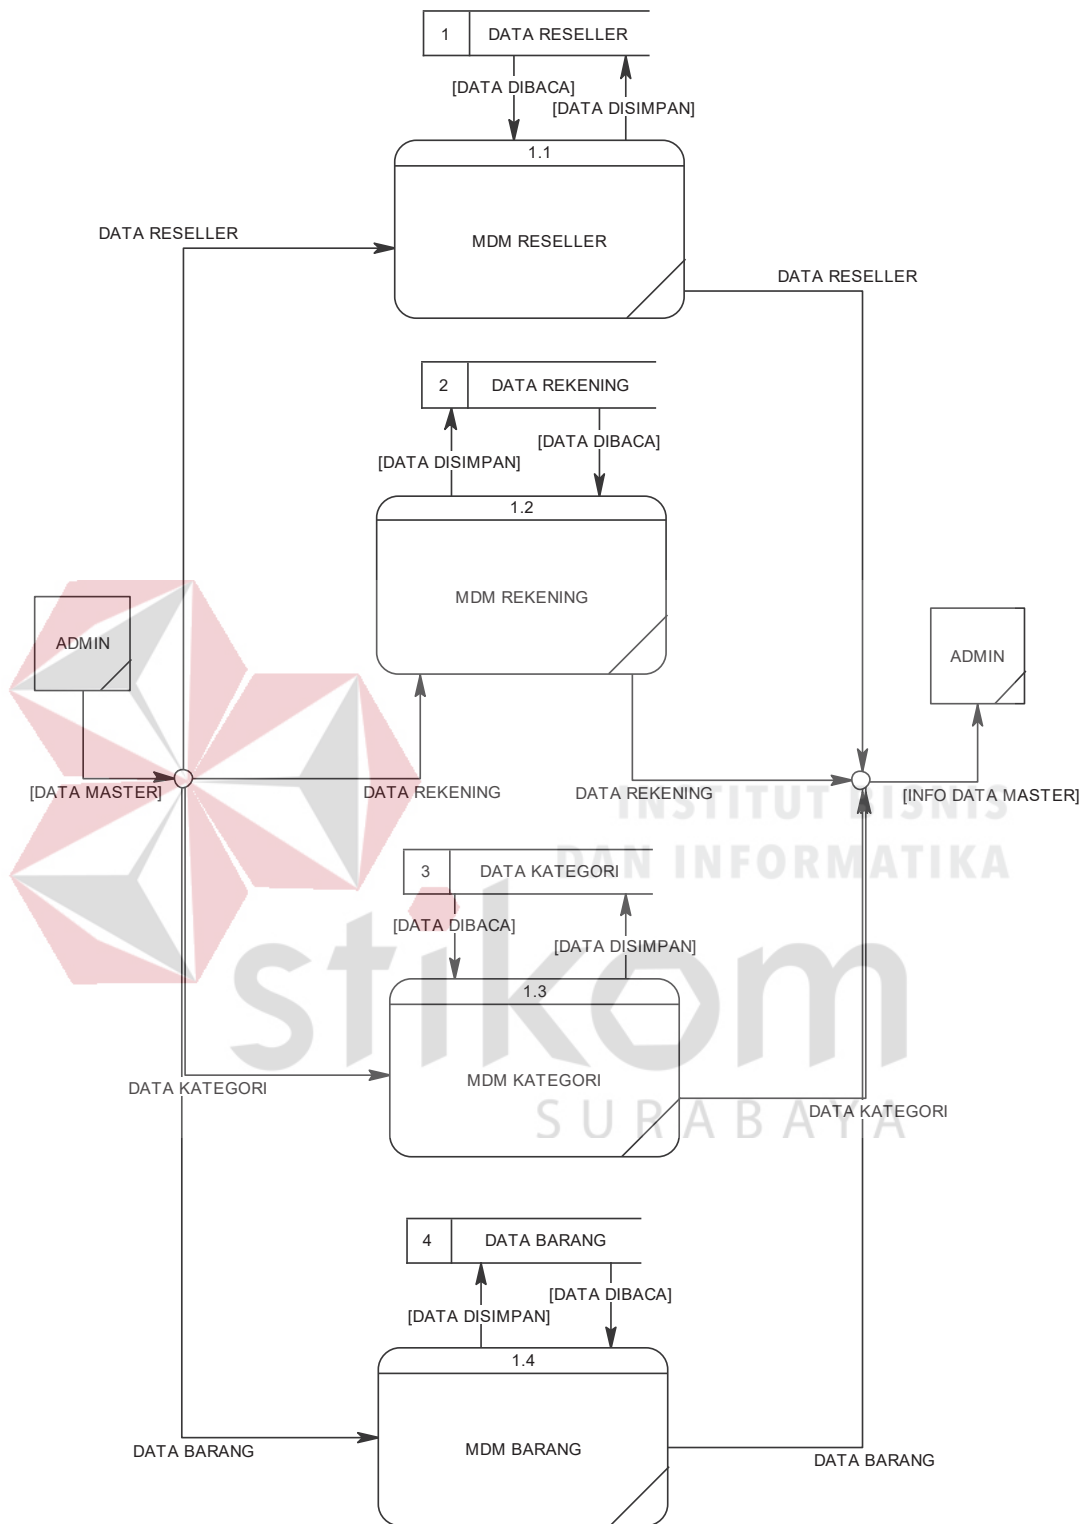 1 DATA RESELLER
[DATA DIBACA]
[DATA DISIMPAN]
1.1
MDM RESELLER
DATA RESELLER
DATA RESELLER
2 DATA REKENING
[DATA DIBACA]
[DATA DISIMPAN]
1.2
MDM REKENING
ADMIN
ADMIN
[DATA MASTER]
DATA REKENING
DATA REKENING
[INFO DATA MASTER]
INSTITUT BISNIS
DAN INFORMATIKA
stikom
SURABAYA
3 DATA KATEGORI
[DATA DIBACA]
[DATA DISIMPAN]
1.3
MDM KATEGORI
DATA KATEGORI
DATA KATEGORI
4 DATA BARANG
[DATA DIBACA]
[DATA DISIMPAN]
1.4
MDM BARANG
DATA BARANG
DATA BARANG